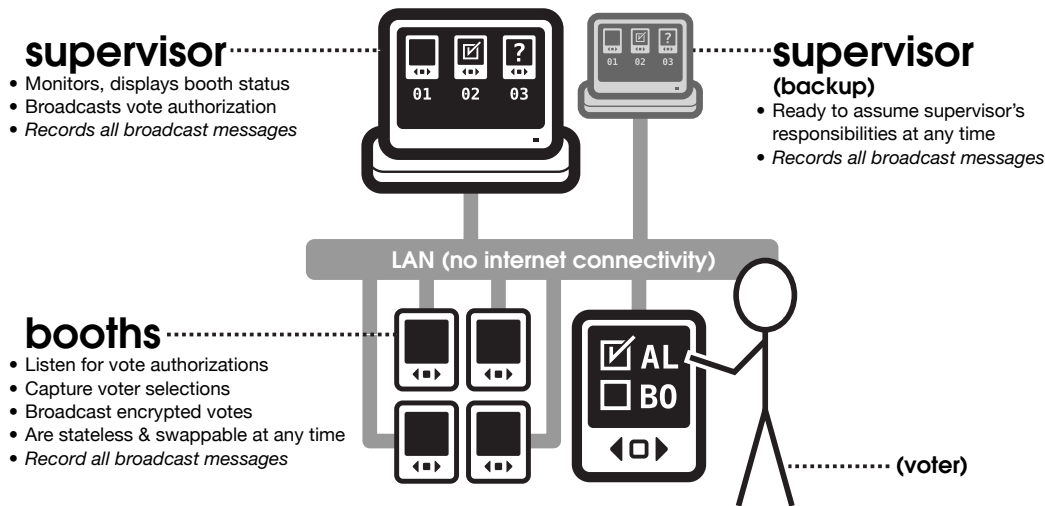 supervisor
• Monitors, displays booth status
• Broadcasts vote authorization
• Records all broadcast messages
01 02 03
?
01 02 03
?
supervisor
(backup)
• Ready to assume supervisor's
responsibilities at any time
• Records all broadcast messages
LAN (no internet connectivity)
booths
• Listen for vote authorizations
• Capture voter selections
• Broadcast encrypted votes
• Are stateless & swappable at any time
• Record all broadcast messages
AL
BO
(voter)